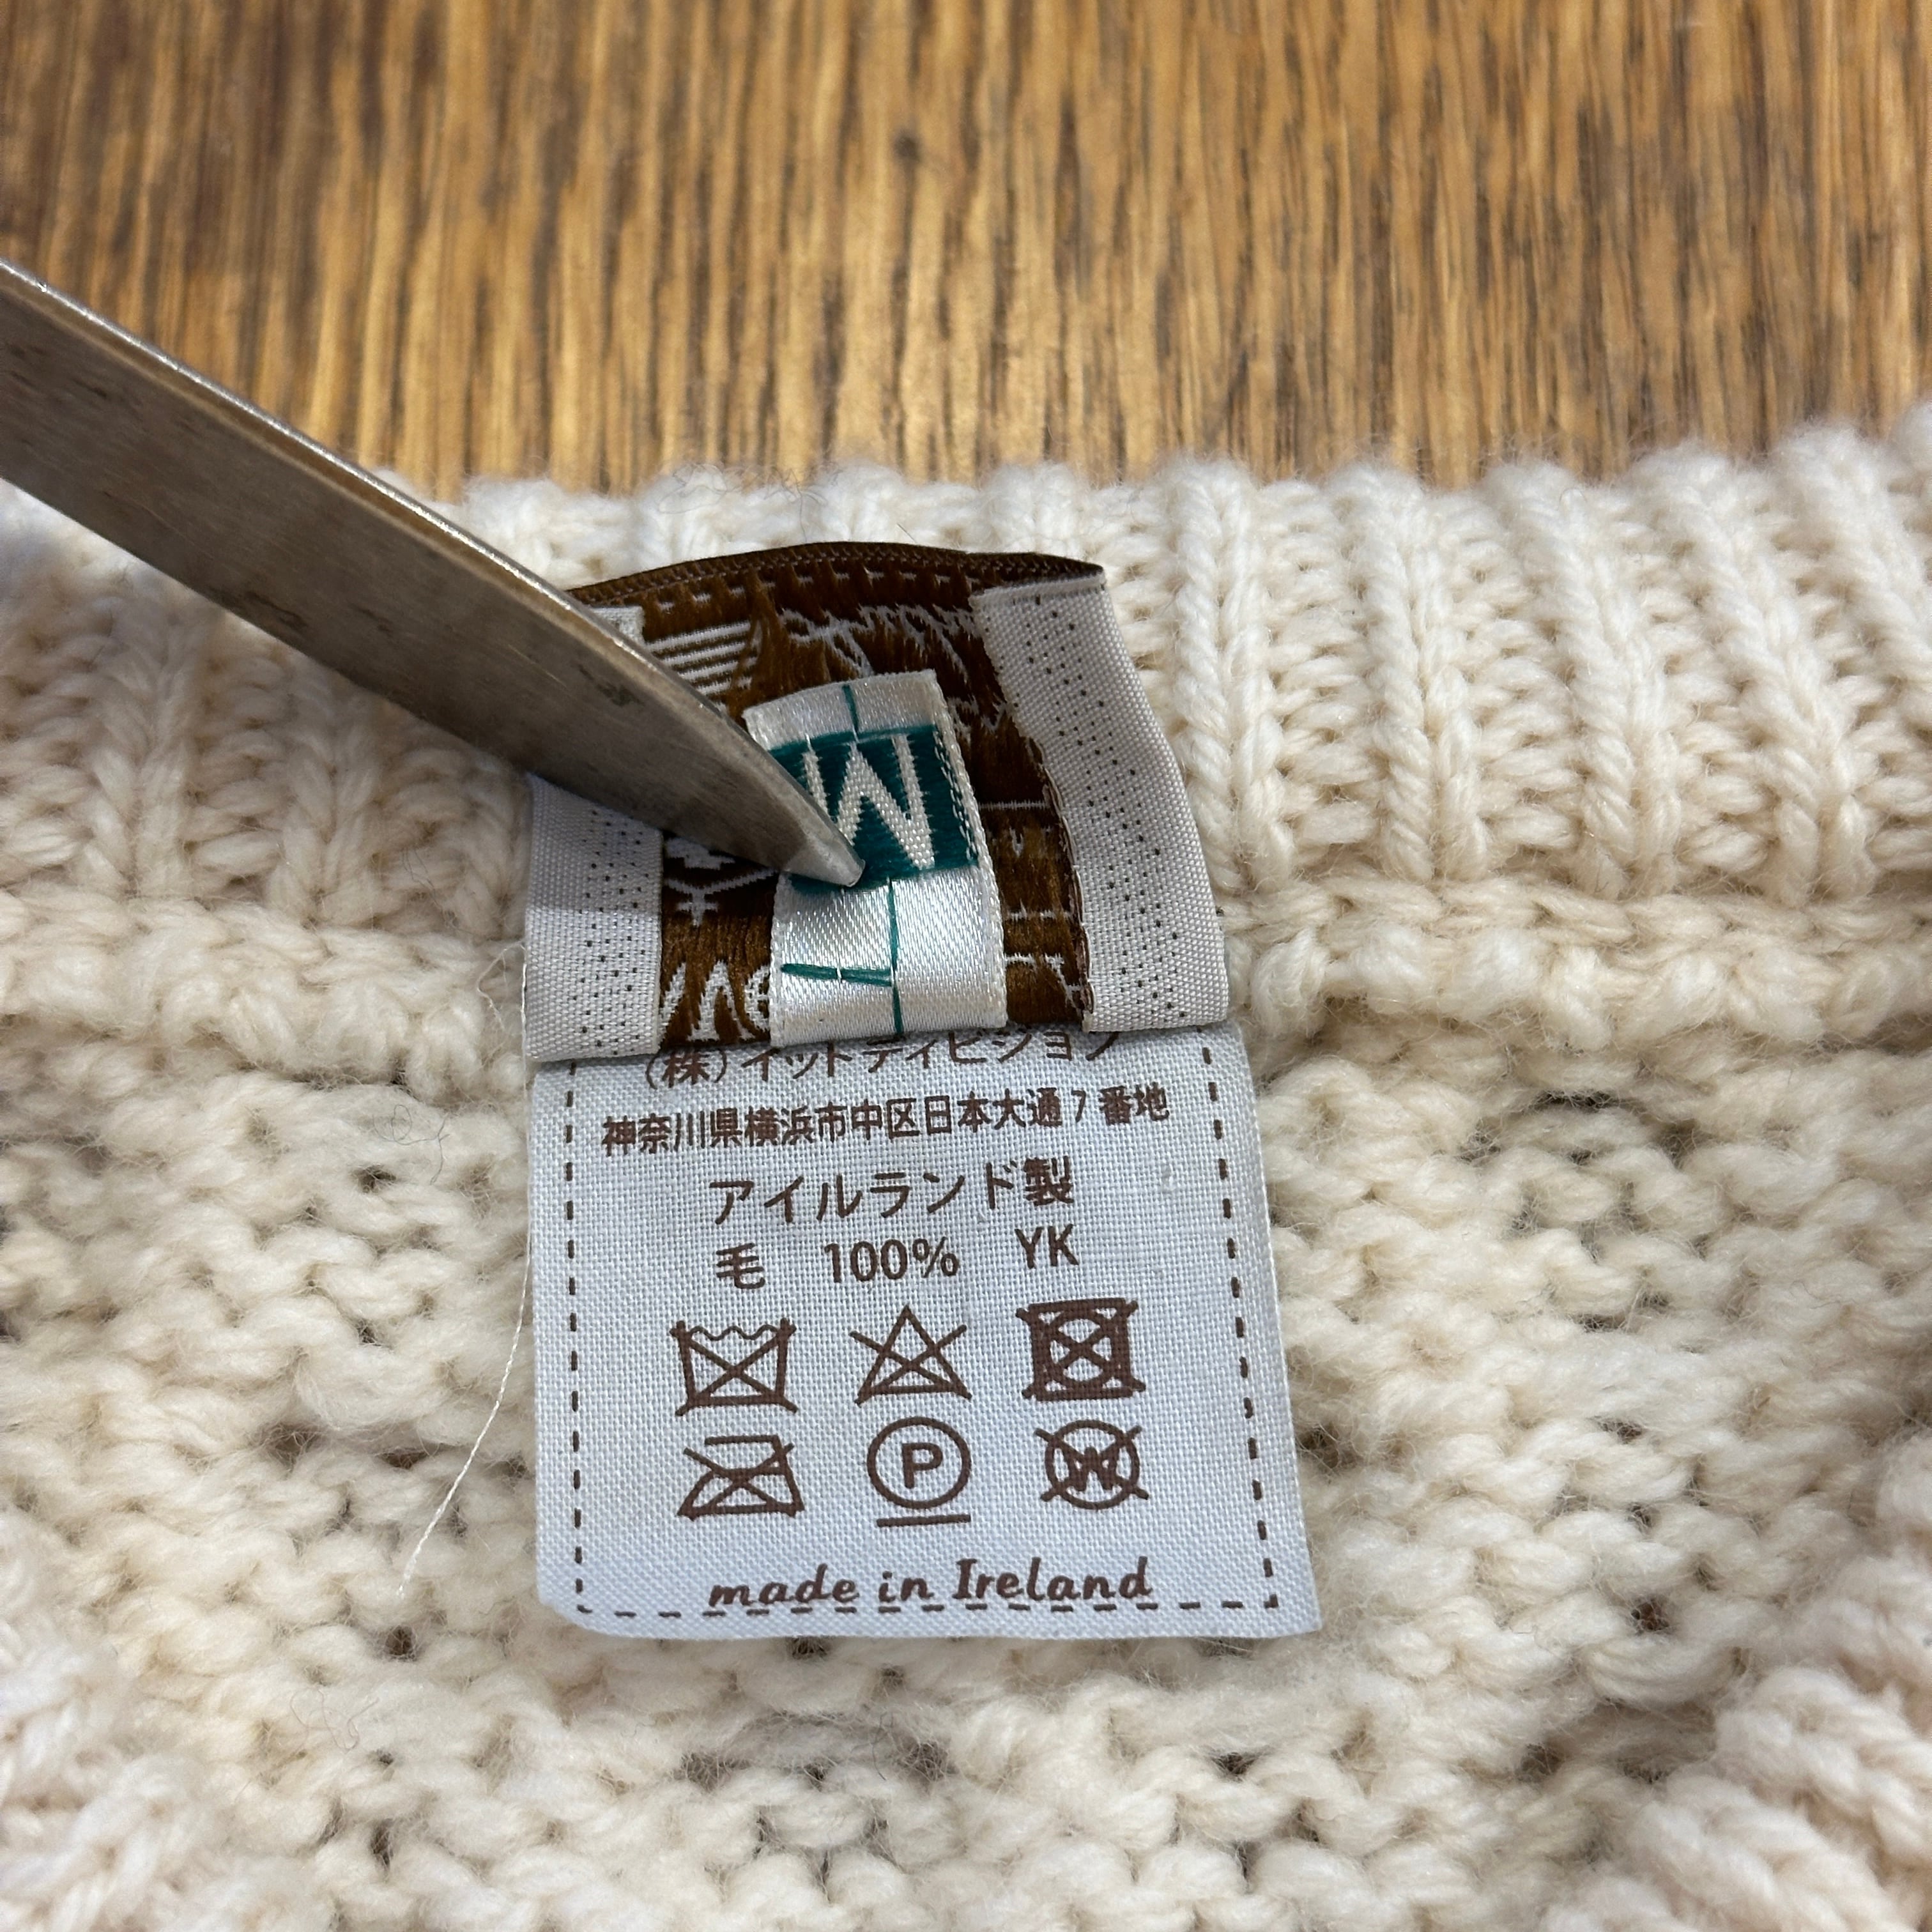 M
(株)イットディビジョン
神奈川県横浜市中区日本大通7番地
アイルランド製
毛 100% YK
P W
made in Ireland